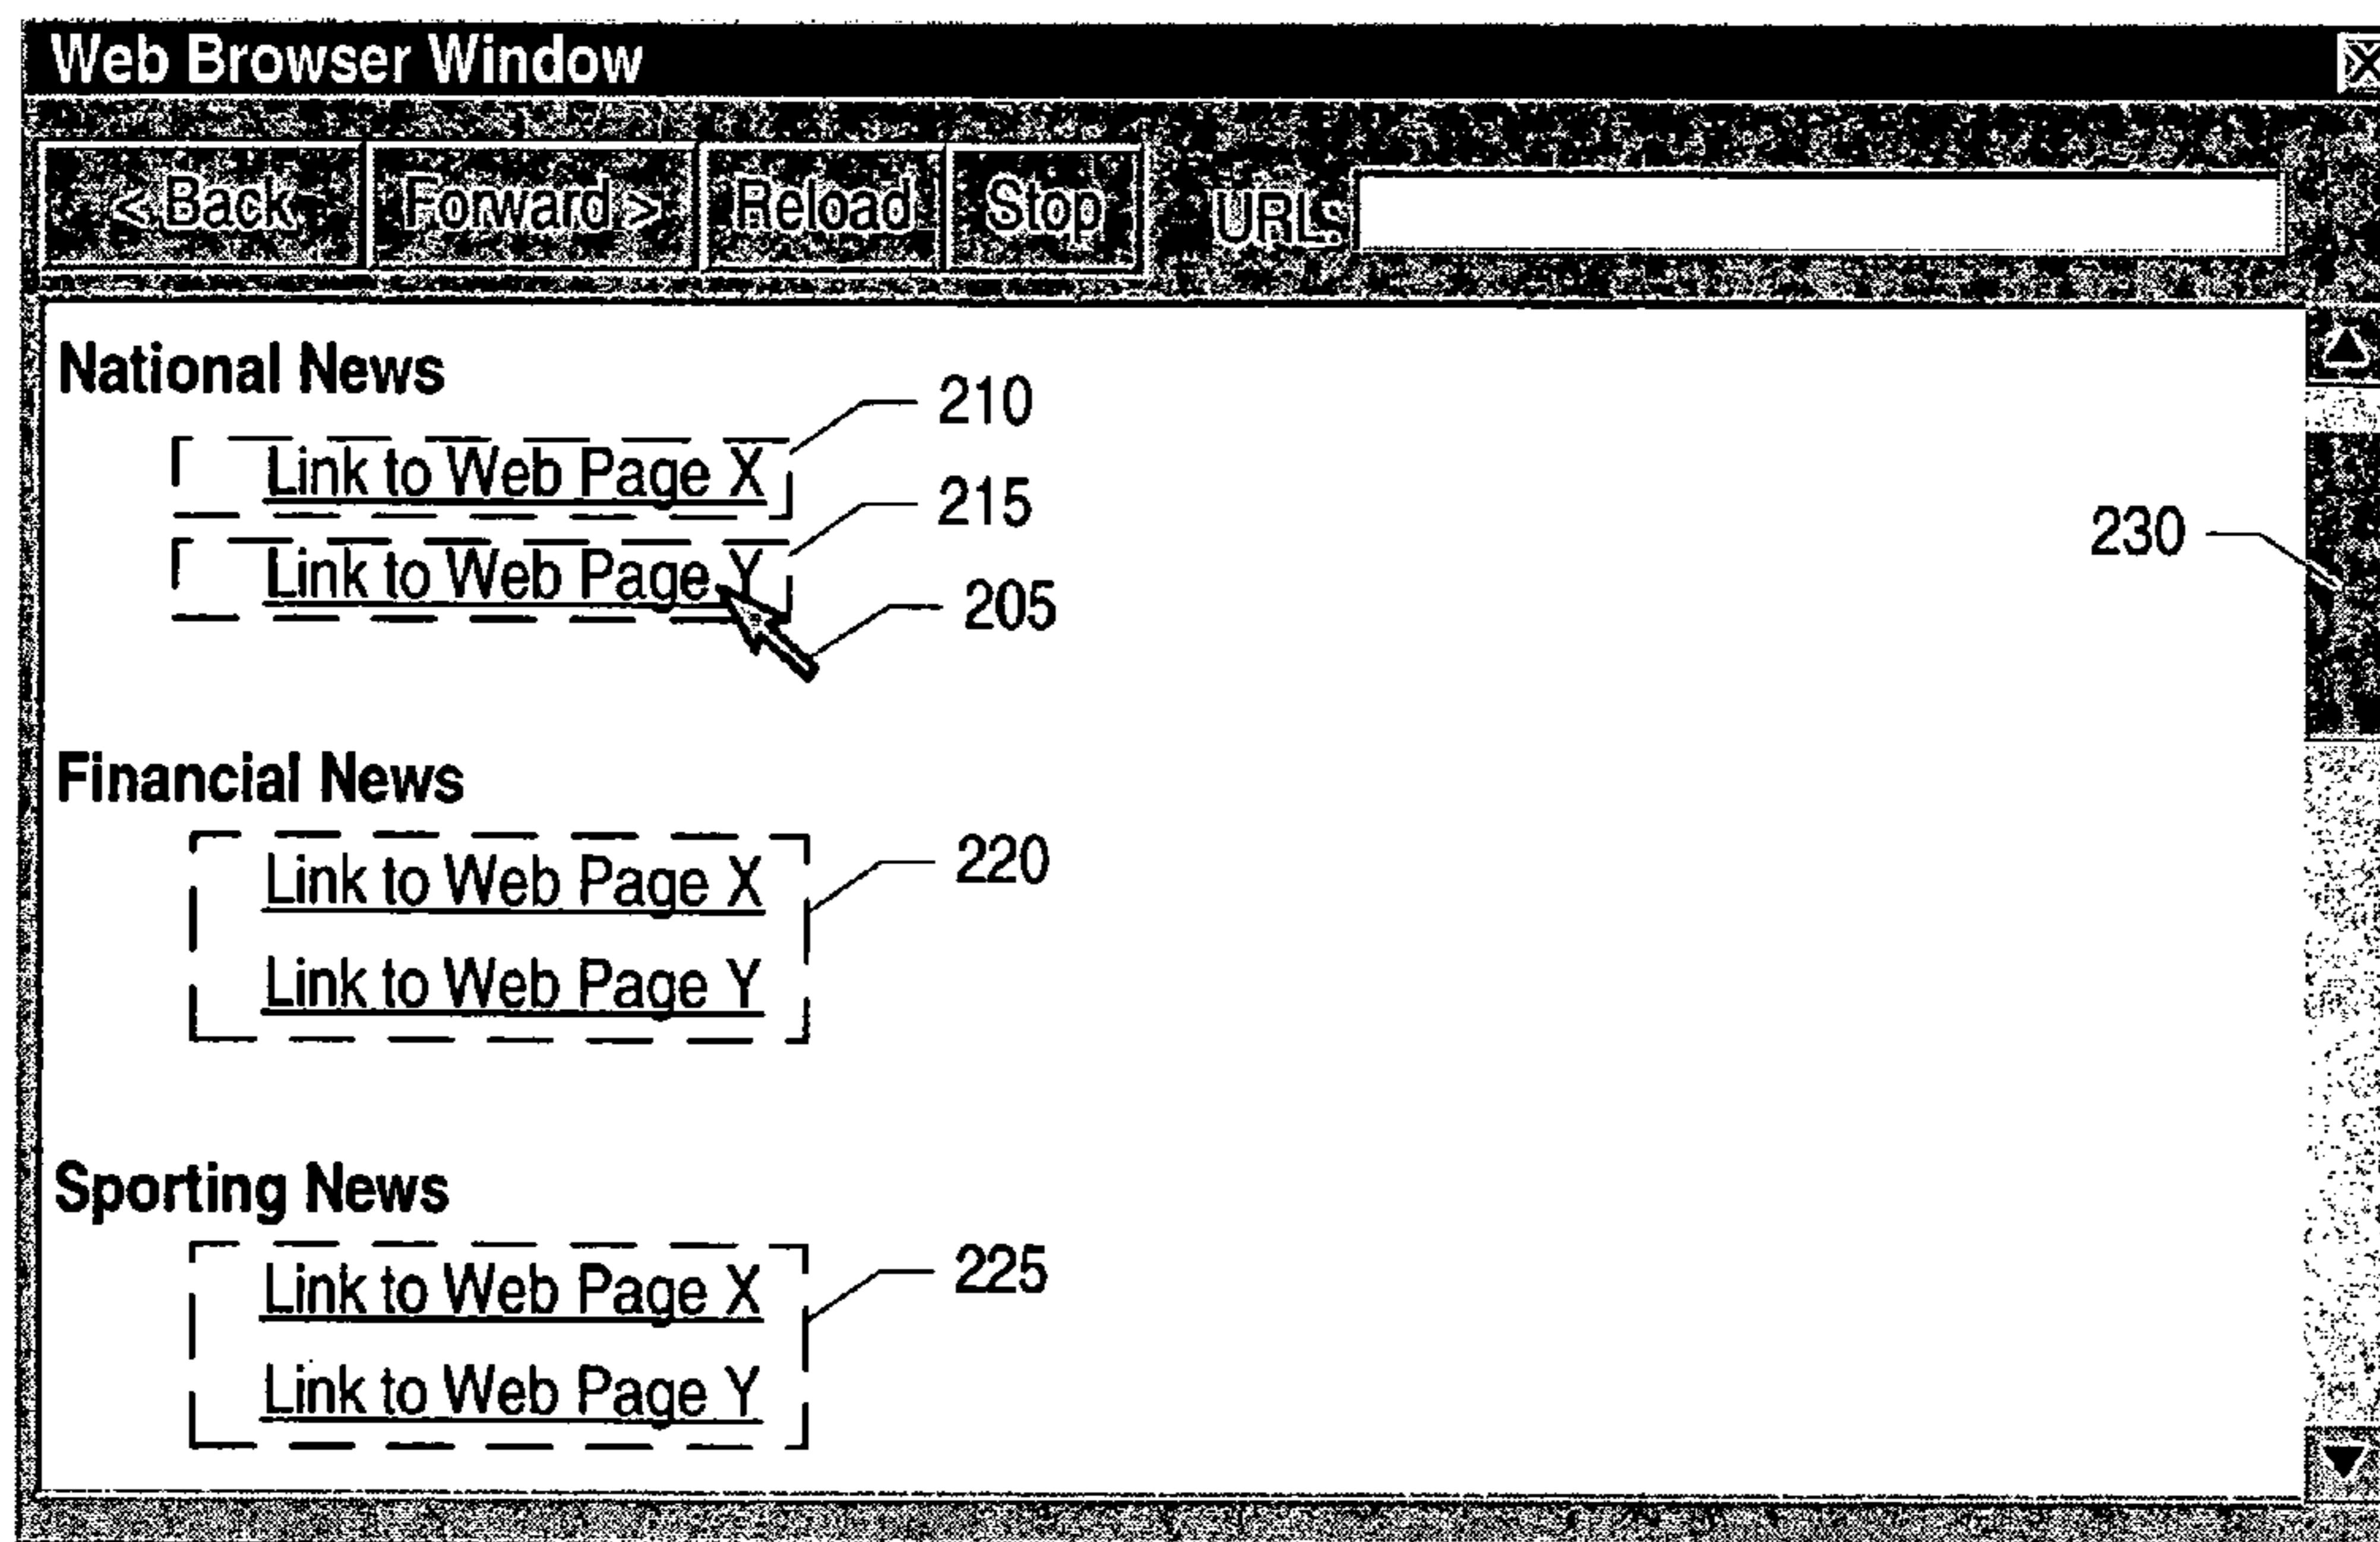 Web Browser Window
< Back Forward > Reload Stop URL:
National News
210
Link to Web Page X
215
Link to Web Page Y
230
205
Financial News
Link to Web Page X
220
Link to Web Page Y
Sporting News
Link to Web Page X
225
Link to Web Page Y